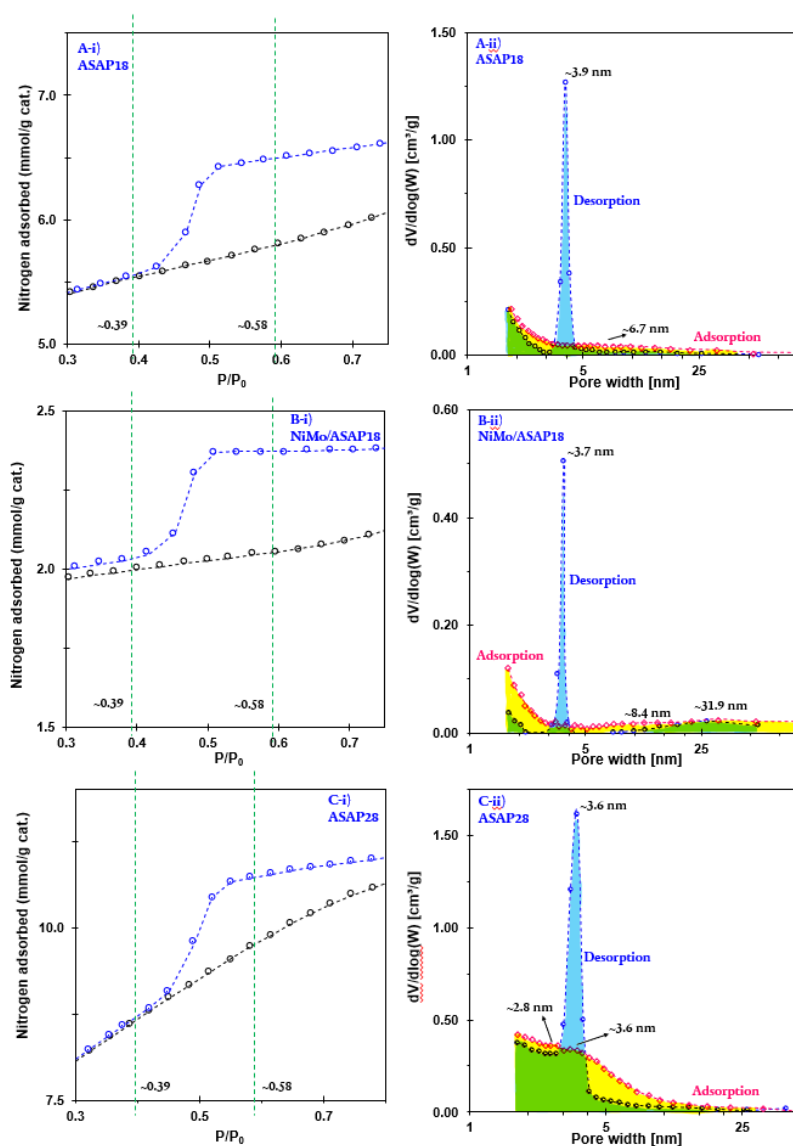 A-i)
ASAP18
7.0
6.0
5.0
Nitrogen adsorbed (mmol/g cat.)
~0.39
~0.58
0.3 0.4 0.5 0.6 0.7
P/P₀
A-ii)
ASAP18
1.50
1.00
0.50
0.00
dV/dlog(W) [cm³/g]
~3.9 nm
Desorption
~6.7 nm
Adsorption
1 5 25
Pore width [nm]
B-i)
NiMo/ASAP18
2.5
2.0
1.5
Nitrogen adsorbed (mmol/g cat.)
~0.39
~0.58
0.3 0.4 0.5 0.6 0.7
P/P₀
B-ii)
NiMo/ASAP18
0.60
0.40
0.20
0.00
dV/dlog(W) [cm³/g]
~3.7 nm
Desorption
Adsorption
~8.4 nm
~31.9 nm
1 5 25
Pore width [nm]
C-i)
ASAP28
10.0
7.5
Nitrogen adsorbed (mmol/g cat.)
~0.39
~0.58
0.3 0.5 0.7
P/P₀
C-ii)
ASAP28
1.50
1.00
0.50
0.00
dV/dlog(W) [cm³/g]
~3.6 nm
Desorption
~2.8 nm
~3.6 nm
Adsorption
1 5 25
Pore width [nm]